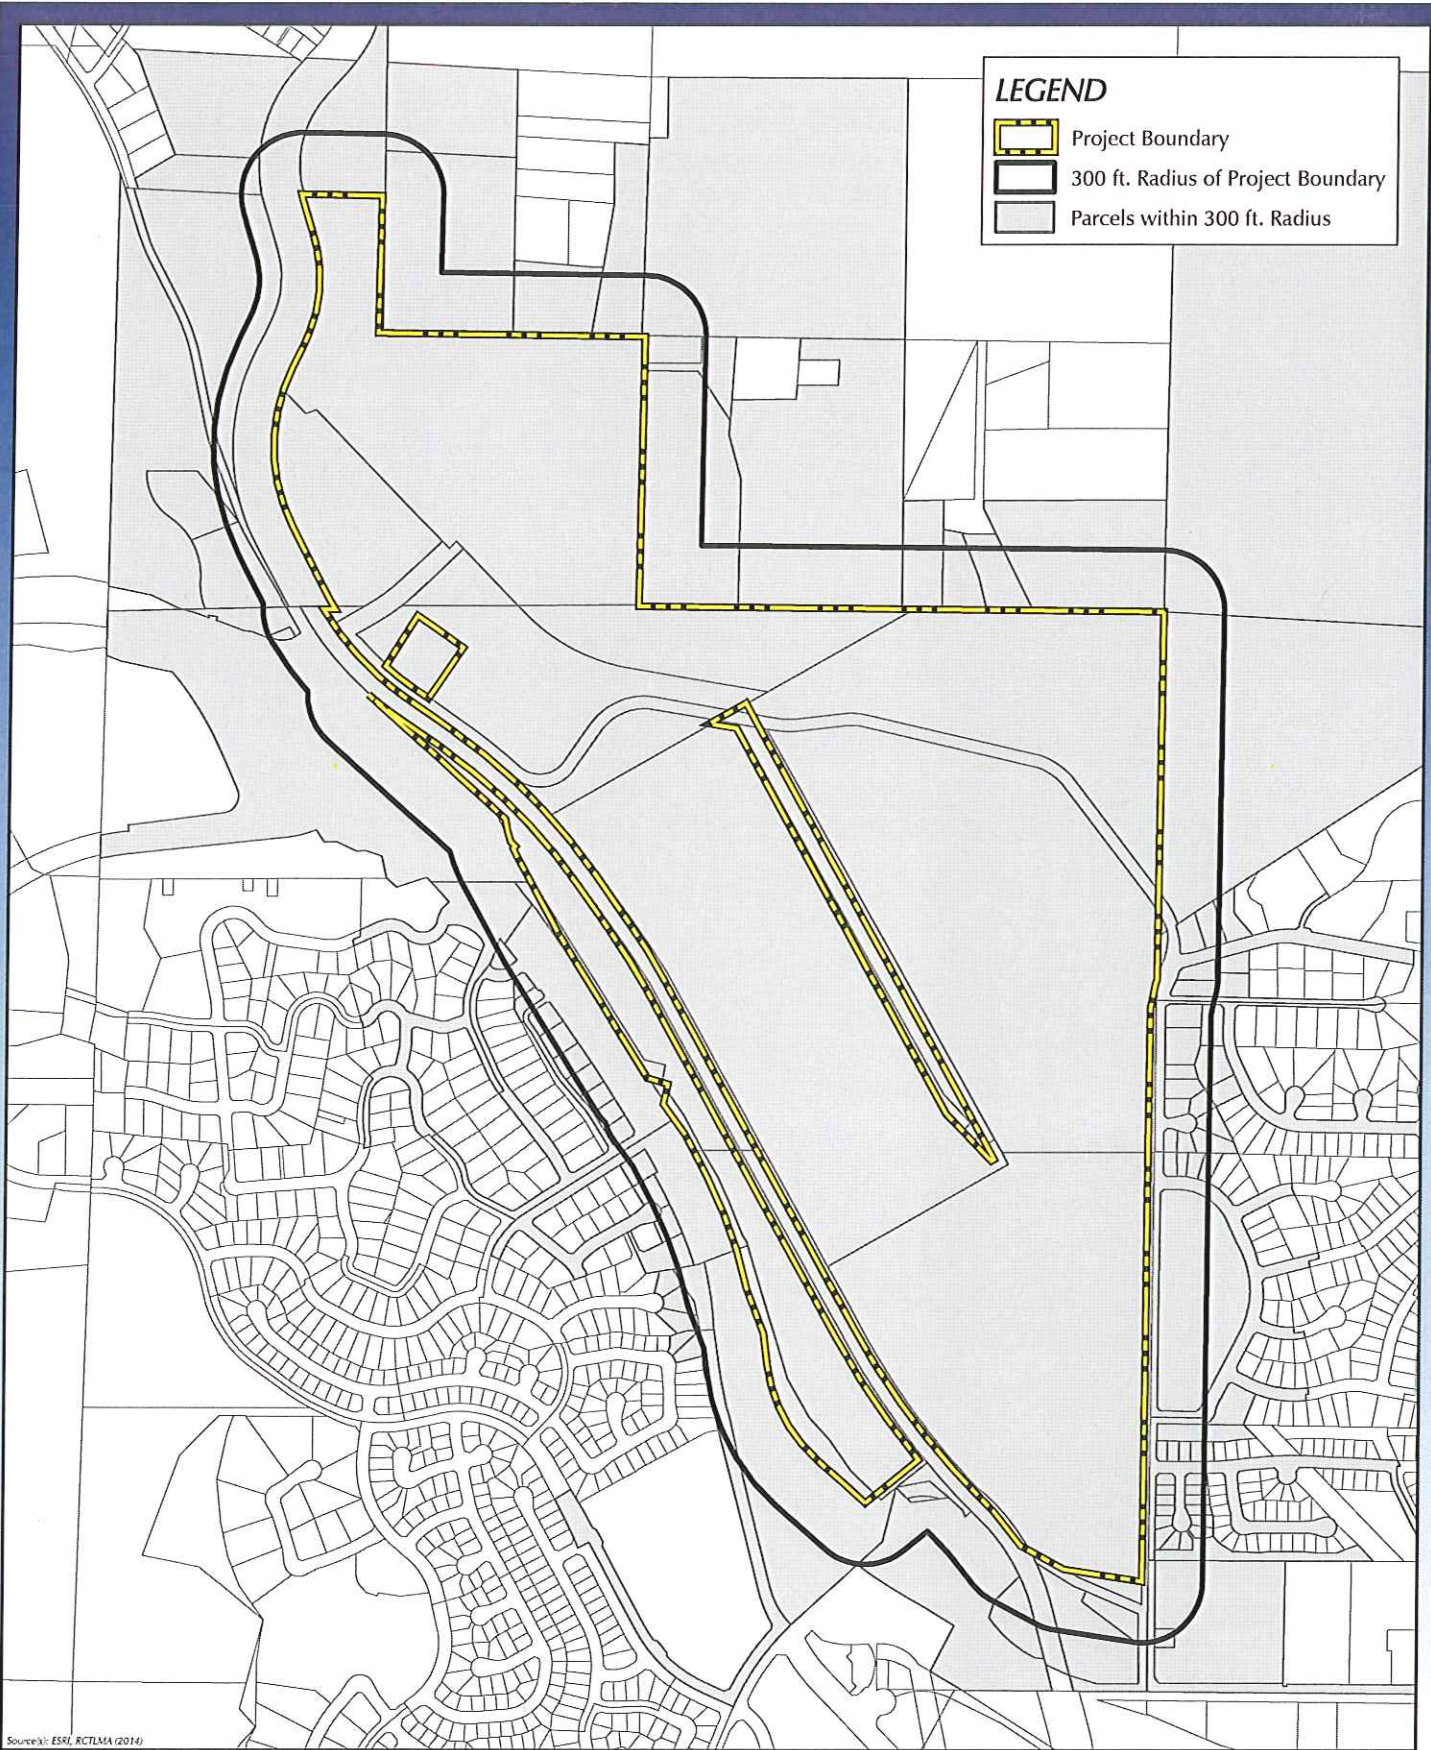 LEGEND
Project Boundary
300 ft. Radius of Project Boundary
Parcels within 300 ft. Radius
Source(s): ESRI, RCTLMA (2014)